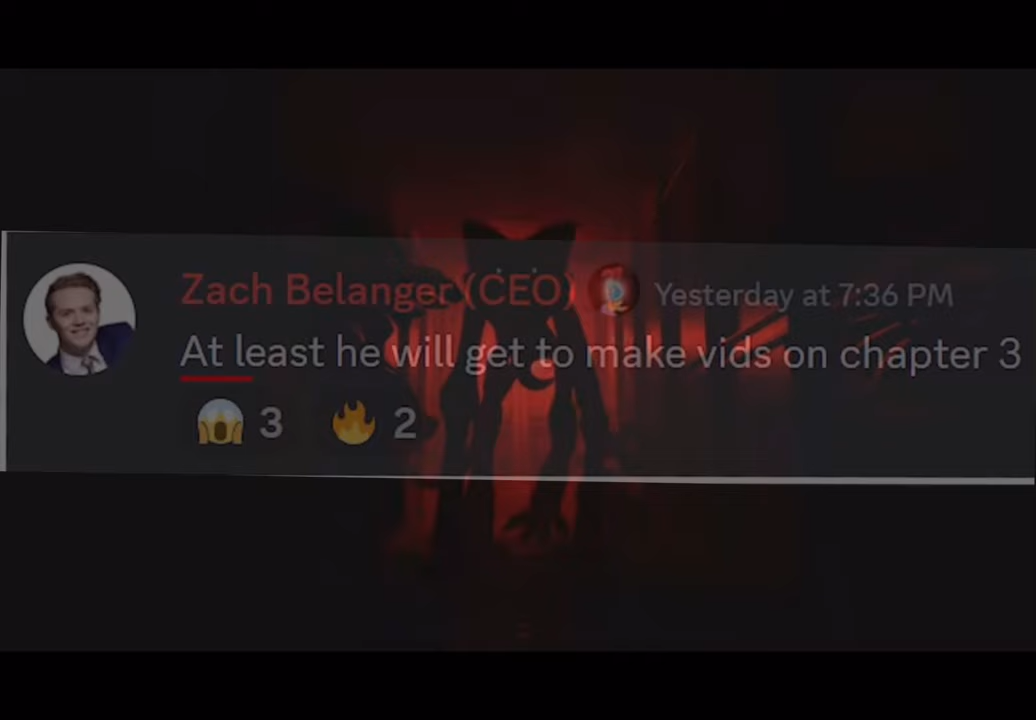 Zach Belanger (CEO) Yesterday at 7:36 PM
At least he will get to make vids on chapter 3
😱 3 🔥 2